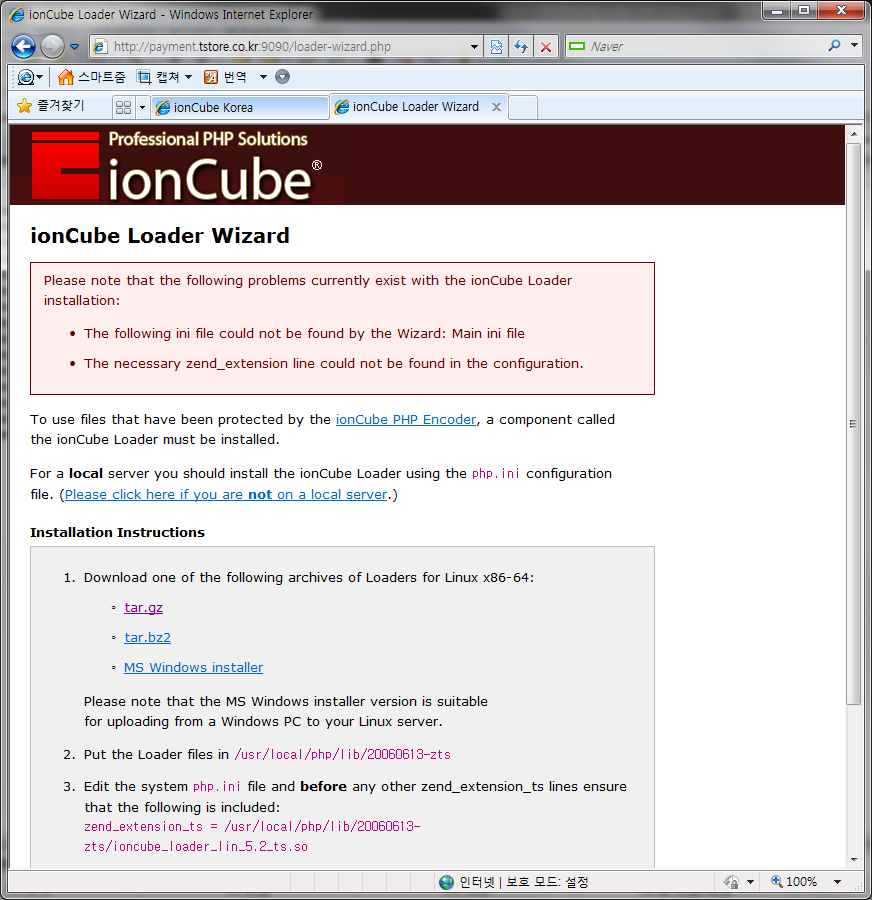 ionCube Loader Wizard - Windows Internet Explorer
http://payment.tstore.co.kr:9090/loader-wizard.php
Naver
스마트줌 캡쳐 번역
즐겨찾기 ionCube Korea ionCube Loader Wizard
Professional PHP Solutions
ionCube®
ionCube Loader Wizard
Please note that the following problems currently exist with the ionCube Loader
installation:
• The following ini file could not be found by the Wizard: Main ini file
• The necessary zend_extension line could not be found in the configuration.
To use files that have been protected by the ionCube PHP Encoder, a component called
the ionCube Loader must be installed.
For a local server you should install the ionCube Loader using the php.ini configuration
file. (Please click here if you are not on a local server.)
Installation Instructions
1. Download one of the following archives of Loaders for Linux x86-64:
◦ tar.gz
◦ tar.bz2
◦ MS Windows installer
Please note that the MS Windows installer version is suitable
for uploading from a Windows PC to your Linux server.
2. Put the Loader files in /usr/local/php/lib/20060613-zts
3. Edit the system php.ini file and before any other zend_extension_ts lines ensure
that the following is included:
zend_extension_ts = /usr/local/php/lib/20060613-
zts/ioncube_loader_lin_5.2_ts.so
인터넷 | 보호 모드: 설정 100%